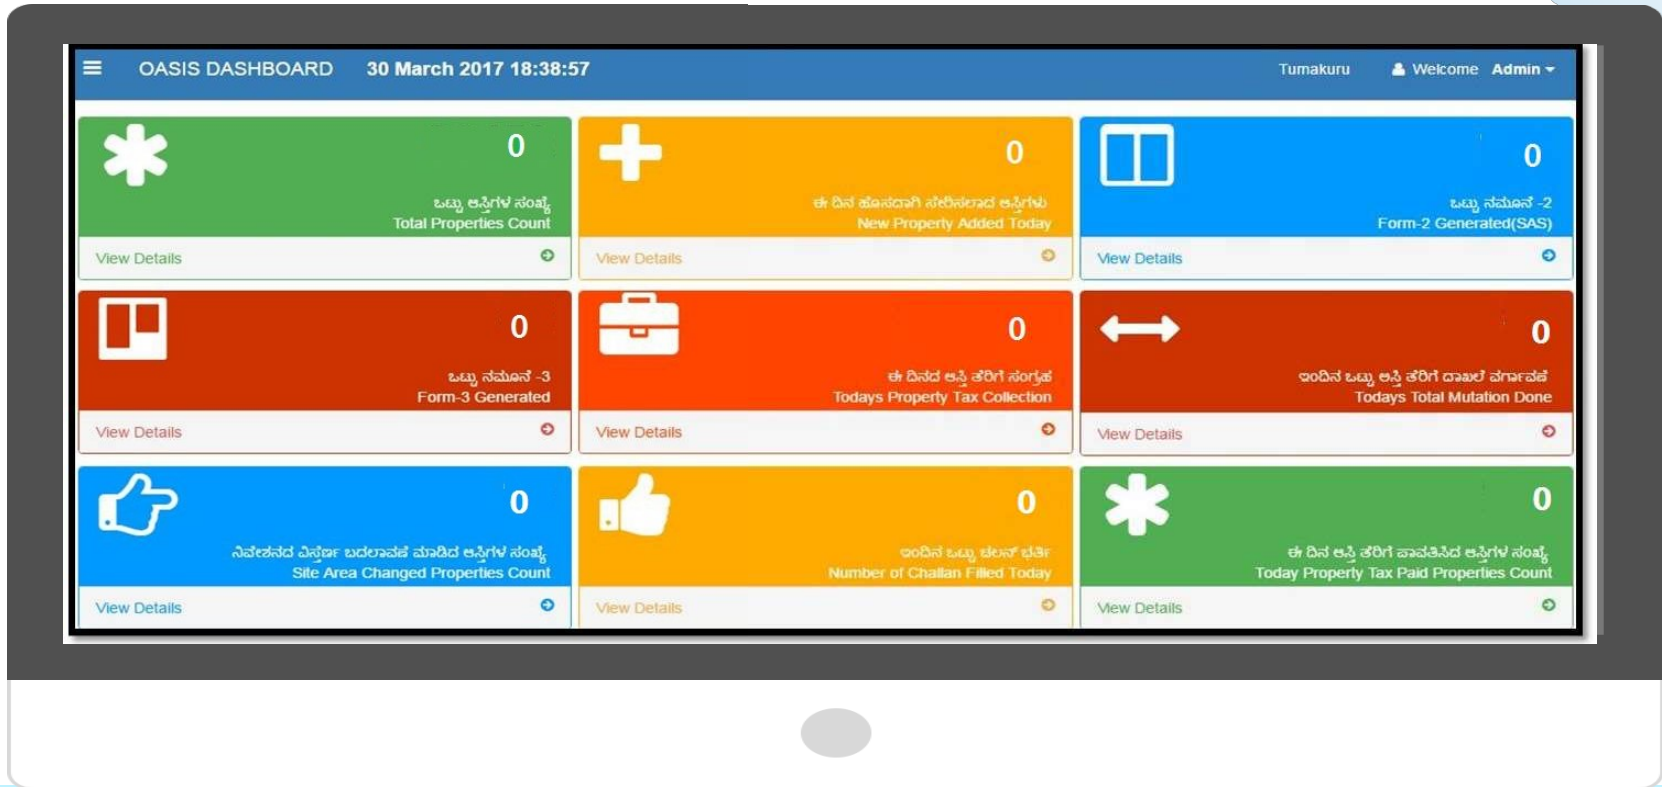 OASIS DASHBOARD 30 March 2017 18:38:57 Tumakuru Welcome Admin
0
ಒಟ್ಟು ಆಸ್ತಿಗಳ ಸಂಖ್ಯೆ
Total Properties Count
View Details
0
ಈ ದಿನ ಹೊಸದಾಗಿ ಸೇರಿಸಲಾದ ಆಸ್ತಿಗಳು
New Property Added Today
View Details
0
ಒಟ್ಟು ನಮೂನೆ -2
Form-2 Generated(SAS)
View Details
0
ಒಟ್ಟು ನಮೂನೆ -3
Form-3 Generated
View Details
0
ಈ ದಿನದ ಆಸ್ತಿ ತೆರಿಗೆ ಸಂಗ್ರಹ
Todays Property Tax Collection
View Details
0
ಇಂದಿನ ಒಟ್ಟು ಆಸ್ತಿ ತೆರಿಗೆ ದಾಖಲೆ ವರ್ಗಾವಣೆ
Todays Total Mutation Done
View Details
0
ನಿವೇಶನದ ವಿಸ್ತೀರ್ಣ ಬದಲಾವಣೆ ಮಾಡಿದ ಆಸ್ತಿಗಳ ಸಂಖ್ಯೆ
Site Area Changed Properties Count
View Details
0
ಇಂದಿನ ಒಟ್ಟು ಚಲನ್ ಭರ್ತಿ
Number of Challan Filled Today
View Details
0
ಈ ದಿನ ಆಸ್ತಿ ತೆರಿಗೆ ಪಾವತಿಸಿದ ಆಸ್ತಿಗಳ ಸಂಖ್ಯೆ
Today Property Tax Paid Properties Count
View Details